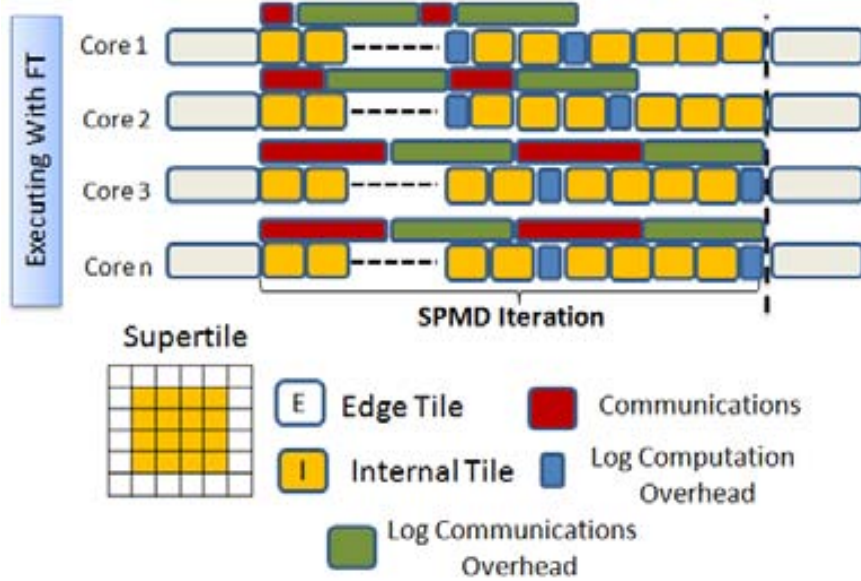 Executing With FT
Core 1
Core 2
Core 3
Core n
SPMD Iteration
Supertile
E
Edge Tile
Communications
I
Internal Tile
Log Computation
Overhead
Log Communications
Overhead